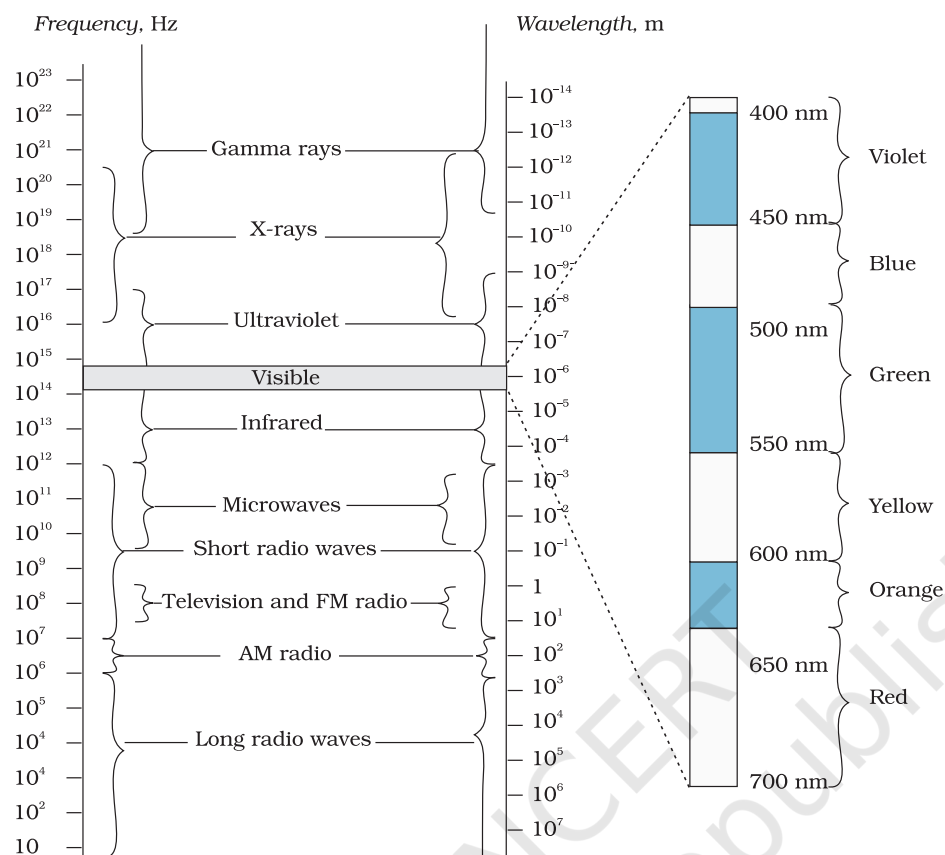 Frequency, Hz
Wavelength, m
10²³
10²²
10²¹
10²⁰
10¹⁹
10¹⁸
10¹⁷
10¹⁶
10¹⁵
10¹⁴
10¹³
10¹²
10¹¹
10¹⁰
10⁹
10⁸
10⁷
10⁶
10⁵
10⁴
10⁴
10²
10
Gamma rays
X-rays
Ultraviolet
Visible
Infrared
Microwaves
Short radio waves
Television and FM radio
AM radio
Long radio waves
10⁻¹⁴
10⁻¹³
10⁻¹²
10⁻¹¹
10⁻¹⁰
10⁻⁹
10⁻⁸
10⁻⁷
10⁻⁶
10⁻⁵
10⁻⁴
10⁻³
10⁻²
10⁻¹
1
10¹
10²
10³
10⁴
10⁵
10⁶
10⁷
400 nm
450 nm
500 nm
550 nm
600 nm
650 nm
700 nm
Violet
Blue
Green
Yellow
Orange
Red
NCERT